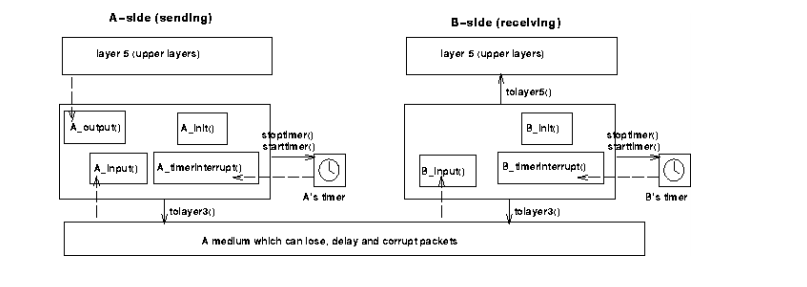 A-side (sending)
B-side (receiving)
layer 5 (upper layers)
layer 5 (upper layers)
tolayer5()
A_output()
A_init()
B_init()
stoptimer()
starttimer()
stoptimer()
starttimer()
A_input()
A_timerinterrupt()
B_input()
B_timerinterrupt()
A's timer
B's timer
tolayer3()
tolayer3()
A medium which can lose, delay and corrupt packets